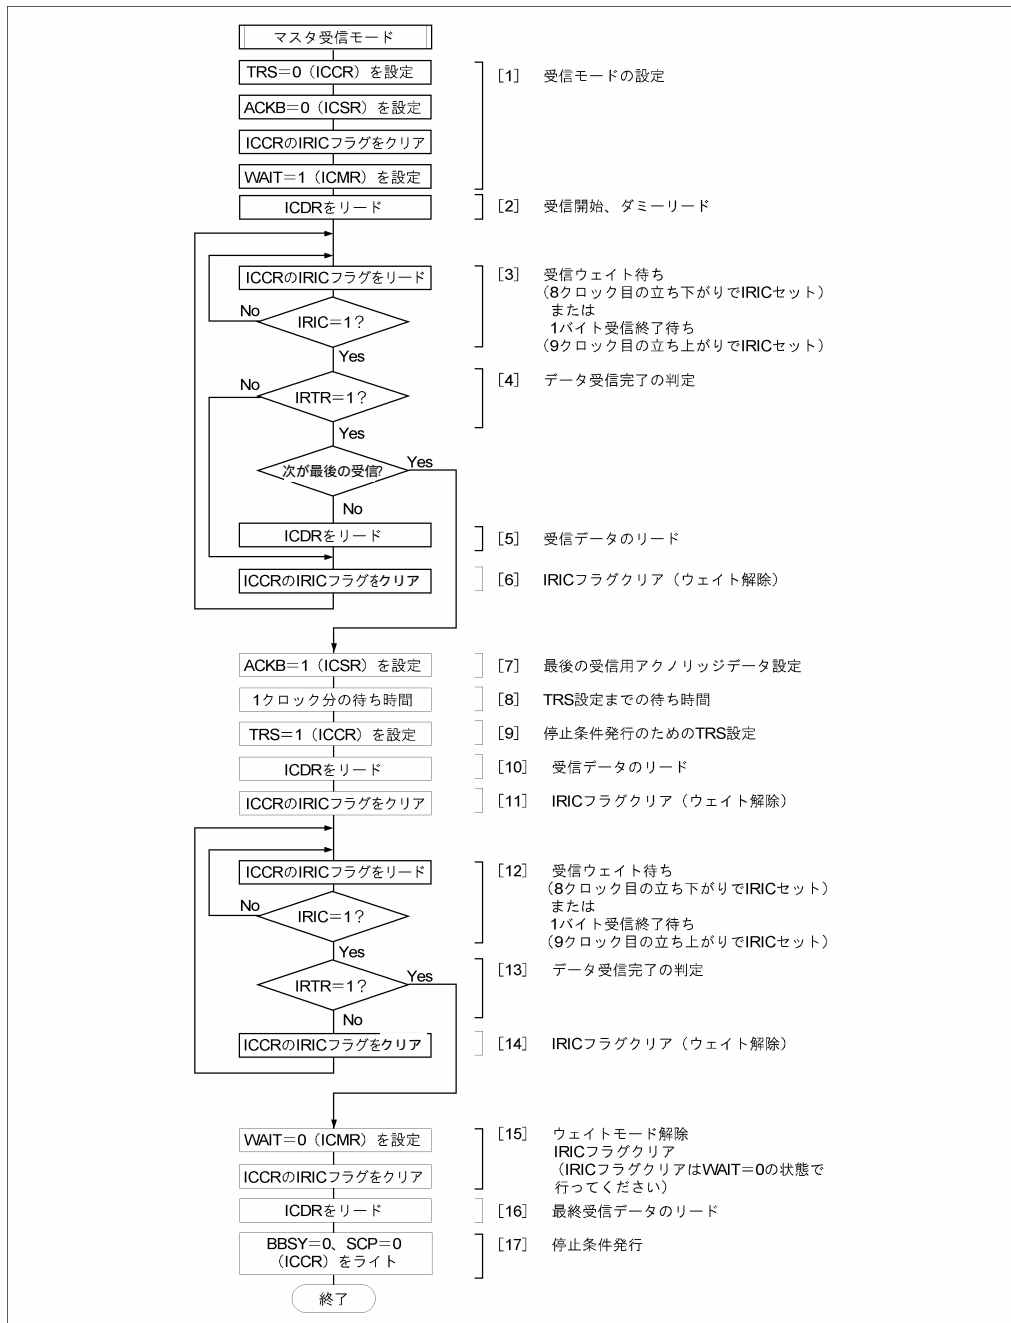 マスタ受信モード
TRS＝0（ICCR）を設定
[1] 受信モードの設定
ACKB＝0（ICSR）を設定
ICCRのIRICフラグをクリア
WAIT＝1（ICMR）を設定
ICDRをリード
[2] 受信開始、ダミーリード
ICCRのIRICフラグをリード
[3] 受信ウェイト待ち
（8クロック目の立ち下がりでIRICセット）
または
1バイト受信終了待ち
（9クロック目の立ち上がりでIRICセット）
No
IRIC＝1？
Yes
[4] データ受信完了の判定
No
IRTR＝1？
Yes
次が最後の受信?
Yes
No
ICDRをリード
[5] 受信データのリード
ICCRのIRICフラグをクリア
[6] IRICフラグクリア（ウェイト解除）
ACKB＝1（ICSR）を設定
[7] 最後の受信用アクノリッジデータ設定
1クロック分の待ち時間
[8] TRS設定までの待ち時間
TRS＝1（ICCR）を設定
[9] 停止条件発行のためのTRS設定
ICDRをリード
[10] 受信データのリード
ICCRのIRICフラグをクリア
[11] IRICフラグクリア（ウェイト解除）
ICCRのIRICフラグをリード
[12] 受信ウェイト待ち
（8クロック目の立ち下がりでIRICセット）
または
1バイト受信終了待ち
（9クロック目の立ち上がりでIRICセット）
No
IRIC＝1？
Yes
[13] データ受信完了の判定
IRTR＝1？
Yes
No
ICCRのIRICフラグをクリア
[14] IRICフラグクリア（ウェイト解除）
WAIT＝0（ICMR）を設定
[15] ウェイトモード解除
IRICフラグクリア
（IRICフラグクリアはWAIT＝0の状態で
行ってください）
ICCRのIRICフラグをクリア
ICDRをリード
[16] 最終受信データのリード
BBSY＝0、SCP＝0
（ICCR）をライト
[17] 停止条件発行
終了